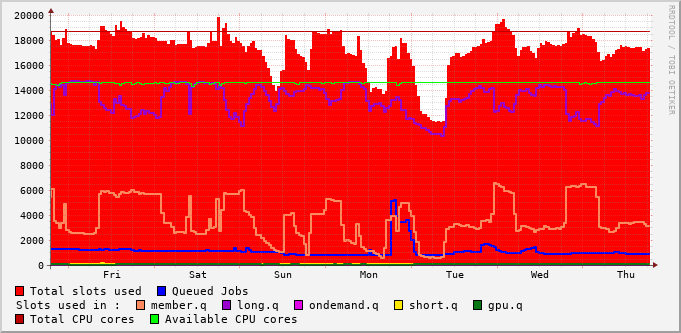 20000
18000
16000
14000
12000
10000
8000
6000
4000
2000
0
Fri Sat Sun Mon Tue Wed Thu
RRDTOOL / TOBI OETIKER
Total slots used Queued Jobs
Slots used in : member.q long.q ondemand.q short.q gpu.q
Total CPU cores Available CPU cores